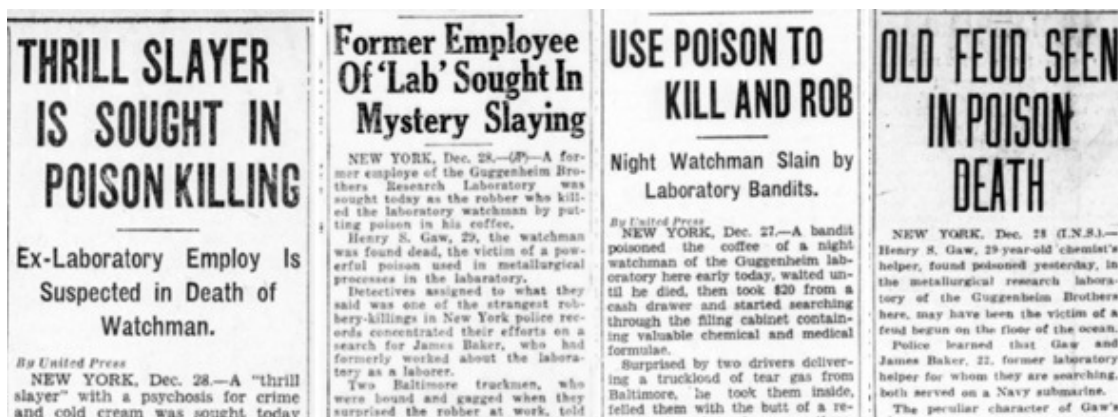 THRILL SLAYER
IS SOUGHT IN
POISON KILLING
Ex-Laboratory Employ Is
Suspected in Death of
Watchman.
By United Press
NEW YORK, Dec. 28.—A "thrill
slayer" with a psychosis for crime
and cold cream was sought today
Former Employee
Of 'Lab' Sought In
Mystery Slaying
NEW YORK, Dec. 28.—(AP)—A for-
mer employe of the Guggenheim Bro-
thers Research Laboratory was
sought today as the robber who kill-
ed the laboratory watchman by put-
ting poison in his coffee.
Henry S. Gaw, 29, the watchman
was found dead, the victim of a pow-
erful poison used in metallurgical
processes in the labaratory.
Detectives assigned to what they
said was one of the strangest rob-
bery-killings in New York police rec-
ords concentrated their efforts on a
search for James Baker, who had
formerly worked about the labora-
tory as a laborer.
Two Baltimore truckmen, who
were bound and gagged when they
surprised the robber at work, told
USE POISON TO
KILL AND ROB
Night Watchman Slain by
Laboratory Bandits.
By United Press
NEW YORK, Dec. 27.—A bandit
poisoned the coffee of a night
watchman of the Guggenheim lab-
oratory here early today, waited un-
til he died, then took $20 from a
cash drawer and started searching
through the filing cabinet contain-
ing valuable chemical and medical
formulae.
Surprised by two drivers deliver-
ing a truckload of tear gas from
Baltimore, he took them inside,
felled them with the butt of a re-
OLD FEUD SEEN
IN POISON
DEATH
NEW YORK, Dec. 28 (I.N.S.).—
Henry S. Gaw, 29-year-old chemist's
helper, found poisoned yesterday, in
the metallurgical research labora-
tory of the Guggenheim Brothers
here, may have been the victim of a
feud begun on the floor of the ocean.
Police learned that Gaw and
James Baker, 22, former laboratory
helper for whom they are searching,
both served on a Navy submarine.
The peculiar character of Gaw